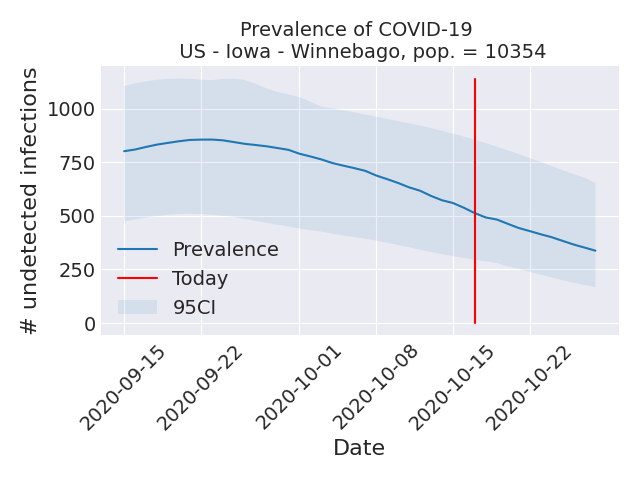 Prevalence of COVID-19
US - Iowa - Winnebago, pop. = 10354
# undetected infections
1000
750
500
250
0
Prevalence
Today
95CI
2020-09-15
2020-09-22
2020-10-01
2020-10-08
2020-10-15
2020-10-22
Date